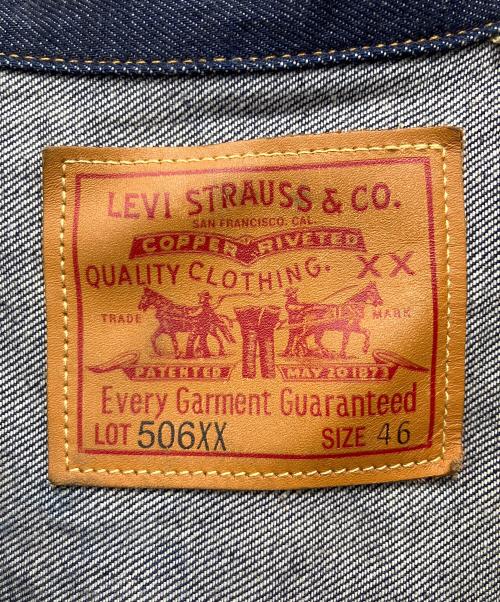 LEVI STRAUSS & CO.
SAN FRANCISCO, CAL.
COPPER RIVETED
QUALITY CLOTHING. XX
TRADE MARK
PATENTED MAY 20 1873
Every Garment Guaranteed
LOT 506XX SIZE 46